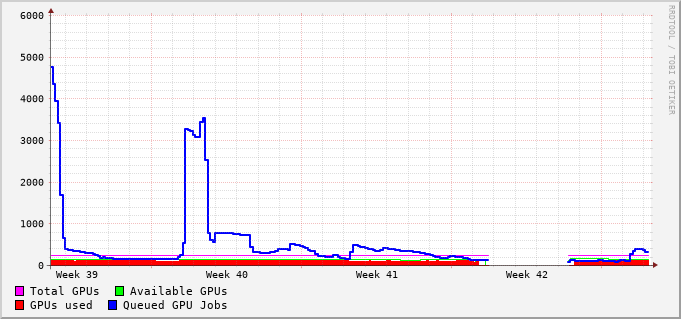 RRDTOOL / TOBI OETIKER
6000
5000
4000
3000
2000
1000
0
Week 39 Week 40 Week 41 Week 42
Total GPUs Available GPUs
GPUs used Queued GPU Jobs